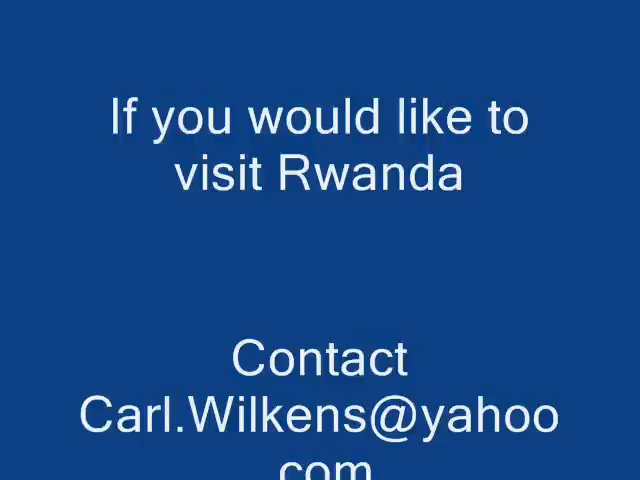 If you would like to
visit Rwanda
Contact
Carl.Wilkens@yahoo
com